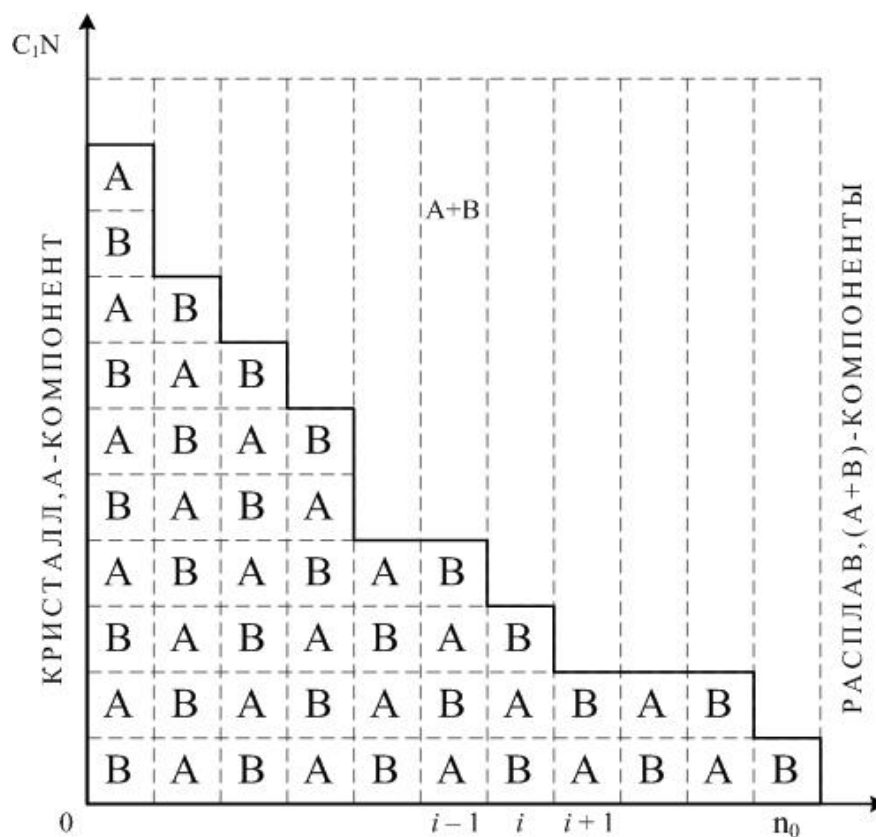 C₁N
A
B
A+B
A B
B A B
A B A B
B A B A
A B A B A B
B A B A B A B
A B A B A B A B A B
B A B A B A B A B A B
0 i – 1 i i + 1 n₀
КРИСТАЛЛ, А-КОМПОНЕНТ
РАСПЛАВ, (А+В)-КОМПОНЕНТЫ